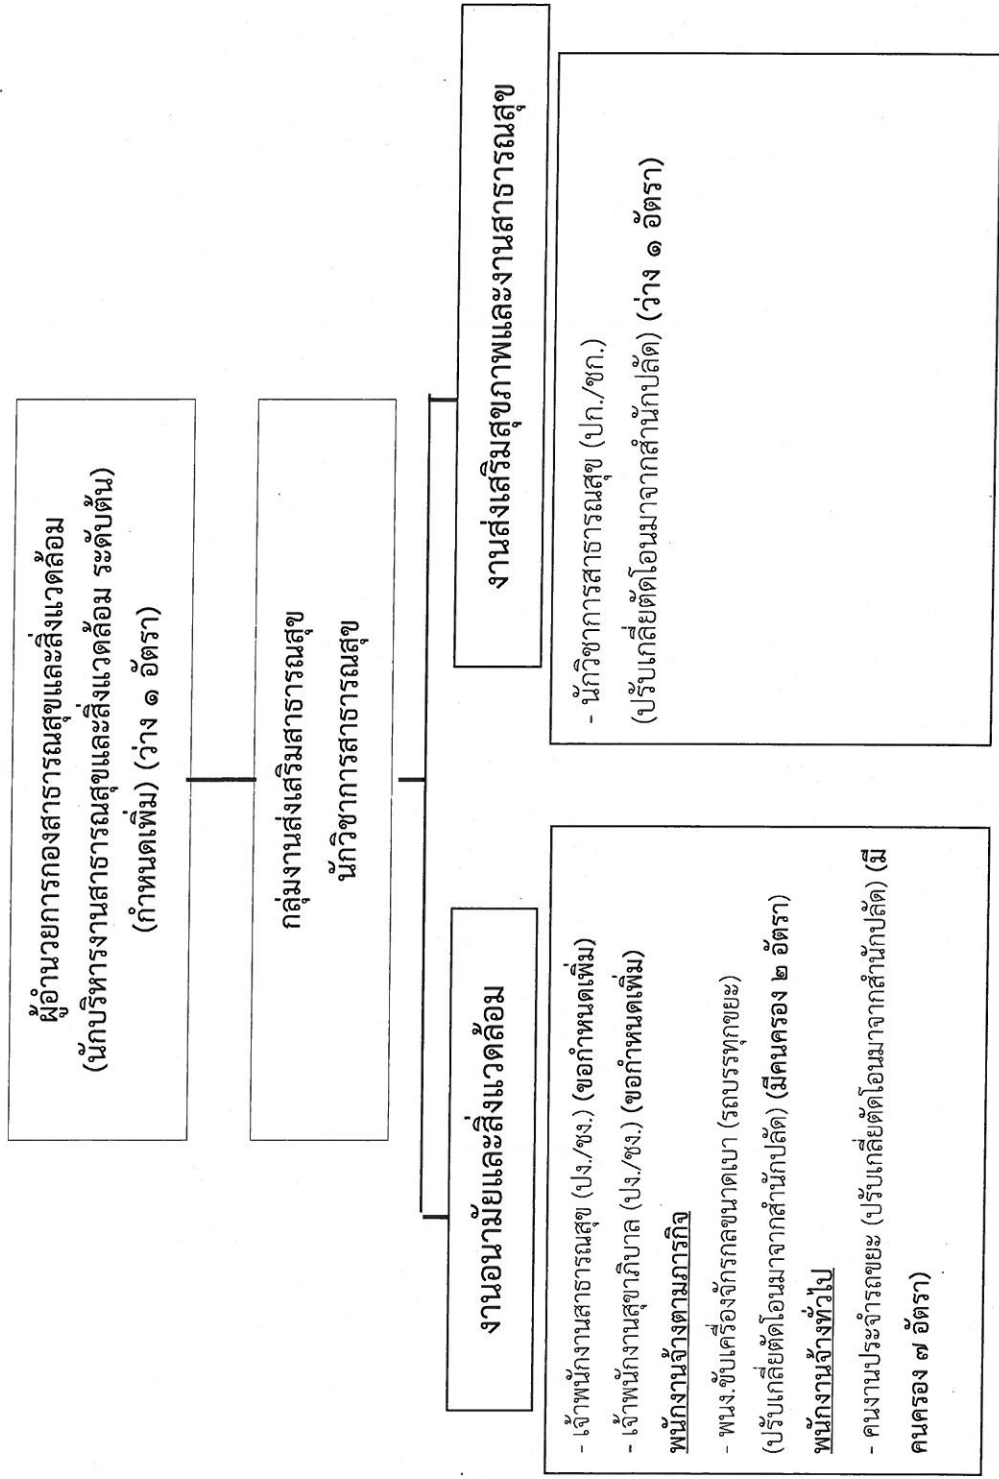 ผู้อำนวยการกองสาธารณสุขและสิ่งแวดล้อม
(นักบริหารงานสาธารณสุขและสิ่งแวดล้อม ระดับต้น)
(กำหนดเพิ่ม) (ว่าง ๑ อัตรา)
กลุ่มงานส่งเสริมสาธารณสุข
นักวิชาการสาธารณสุข
งานอนามัยและสิ่งแวดล้อม
- เจ้าพนักงานสาธารณสุข (ปง./ชง.) (ขอกำหนดเพิ่ม)
- เจ้าพนักงานสุขาภิบาล (ปง./ชง.) (ขอกำหนดเพิ่ม)
พนักงานจ้างตามภารกิจ
- พนง.ขับเครื่องจักรกลขนาดเบา (รถบรรทุกขยะ)
(ปรับเกลี่ยตัดโอนมาจากสำนักปลัด) (มีคนครอง ๒ อัตรา)
พนักงานจ้างทั่วไป
- คนงานประจำรถขยะ (ปรับเกลี่ยตัดโอนมาจากสำนักปลัด) (มี
คนครอง ๗ อัตรา)
งานส่งเสริมสุขภาพและงานสาธารณสุข
- นักวิชาการสาธารณสุข (ปก./ชก.)
(ปรับเกลี่ยตัดโอนมาจากสำนักปลัด) (ว่าง ๑ อัตรา)